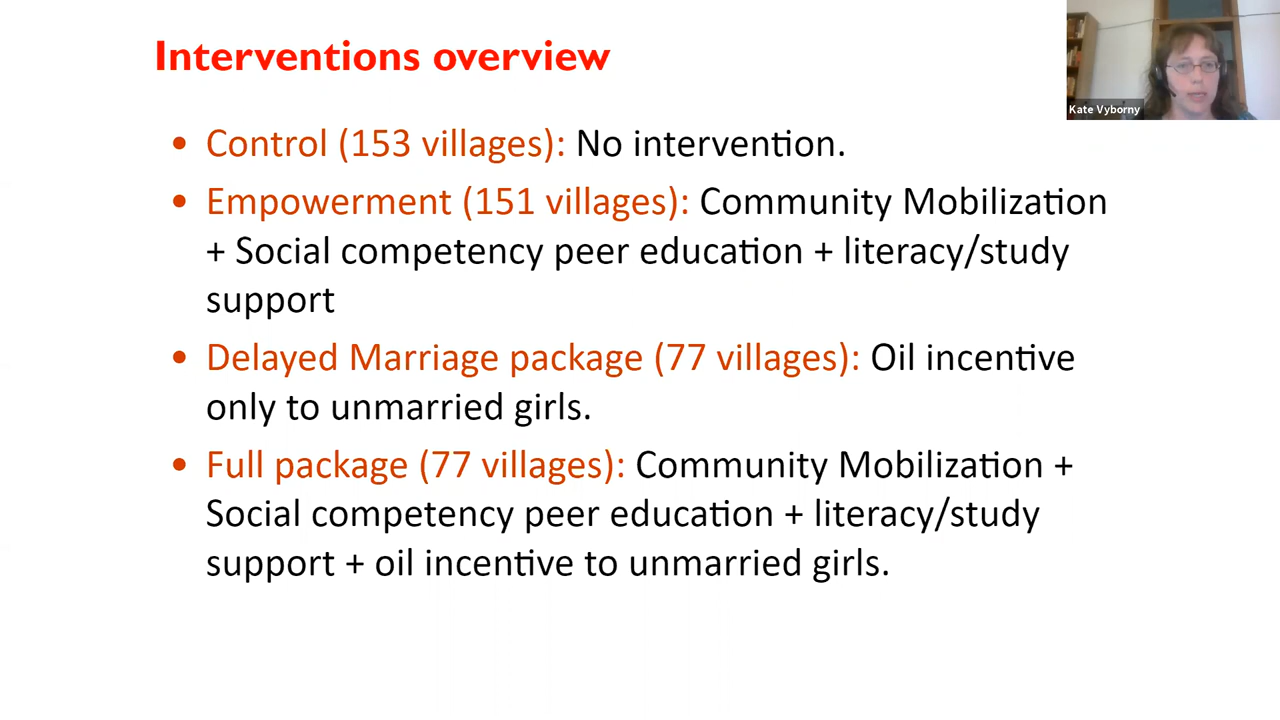 Interventions overview
Kate Vyborny
• Control (153 villages): No intervention.
• Empowerment (151 villages): Community Mobilization
+ Social competency peer education + literacy/study
support
• Delayed Marriage package (77 villages): Oil incentive
only to unmarried girls.
• Full package (77 villages): Community Mobilization +
Social competency peer education + literacy/study
support + oil incentive to unmarried girls.